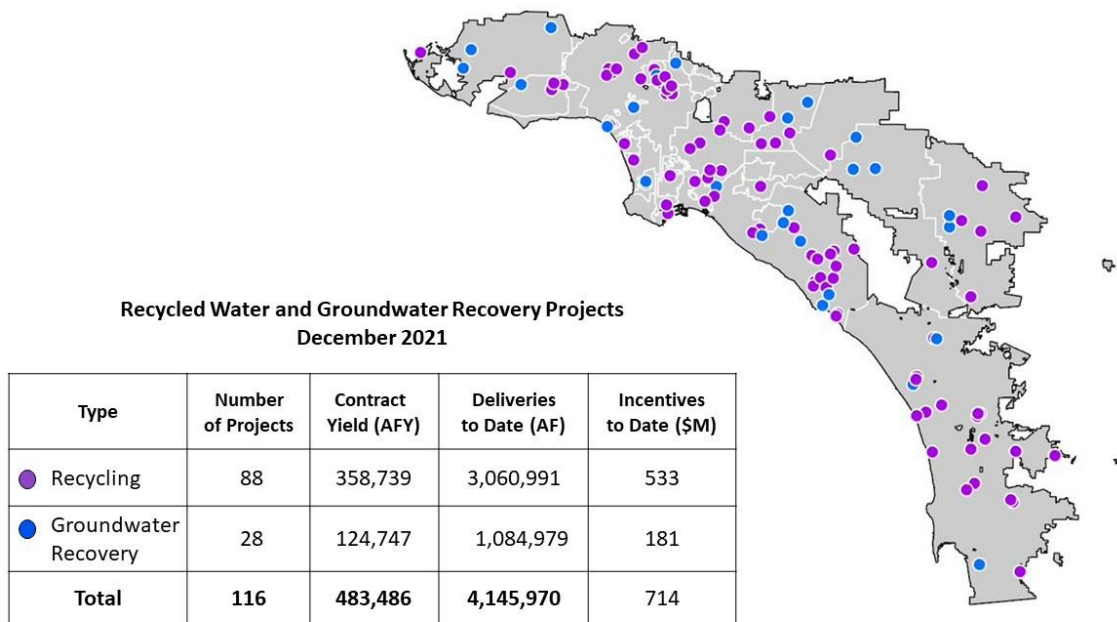 Recycled Water and Groundwater Recovery Projects
December 2021
Type
Number
of Projects
Contract
Yield (AFY)
Deliveries
to Date (AF)
Incentives
to Date ($M)
Recycling
88
358,739
3,060,991
533
Groundwater
Recovery
28
124,747
1,084,979
181
Total
116
483,486
4,145,970
714